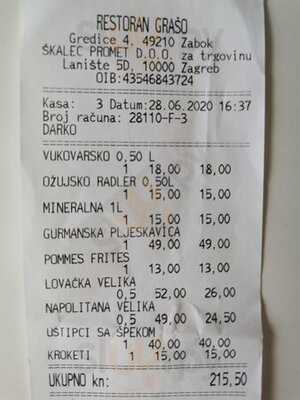 RESTORAN GRAŠO
Gredice 4, 49210 Zabok
ŠKALEC PROMET D.O.O. za trgovinu
Lanište 5D, 10000 Zagreb
OIB:43546843724
Kasa: 3 Datum:28.06.2020 16:37
Broj računa: 28110-F-3
DARKO
VUKOVARSKO 0,50 L
1 18,00 18,00
OŽUJSKO RADLER 0,50L
1 15,00 15,00
MINERALNA 1L
1 15,00 15,00
GURMANSKA PLJESKAVICA
1 49,00 49,00
POMMES FRITES
1 13,00 13,00
LOVAČKA VELIKA
0,5 52,00 26,00
NAPOLITANA VELIKA
0,5 49,00 24,50
UŠTIPCI SA ŠPEKOM
1 40,00 40,00
KROKETI 1 15,00 15,00
UKUPNO kn: 215,50